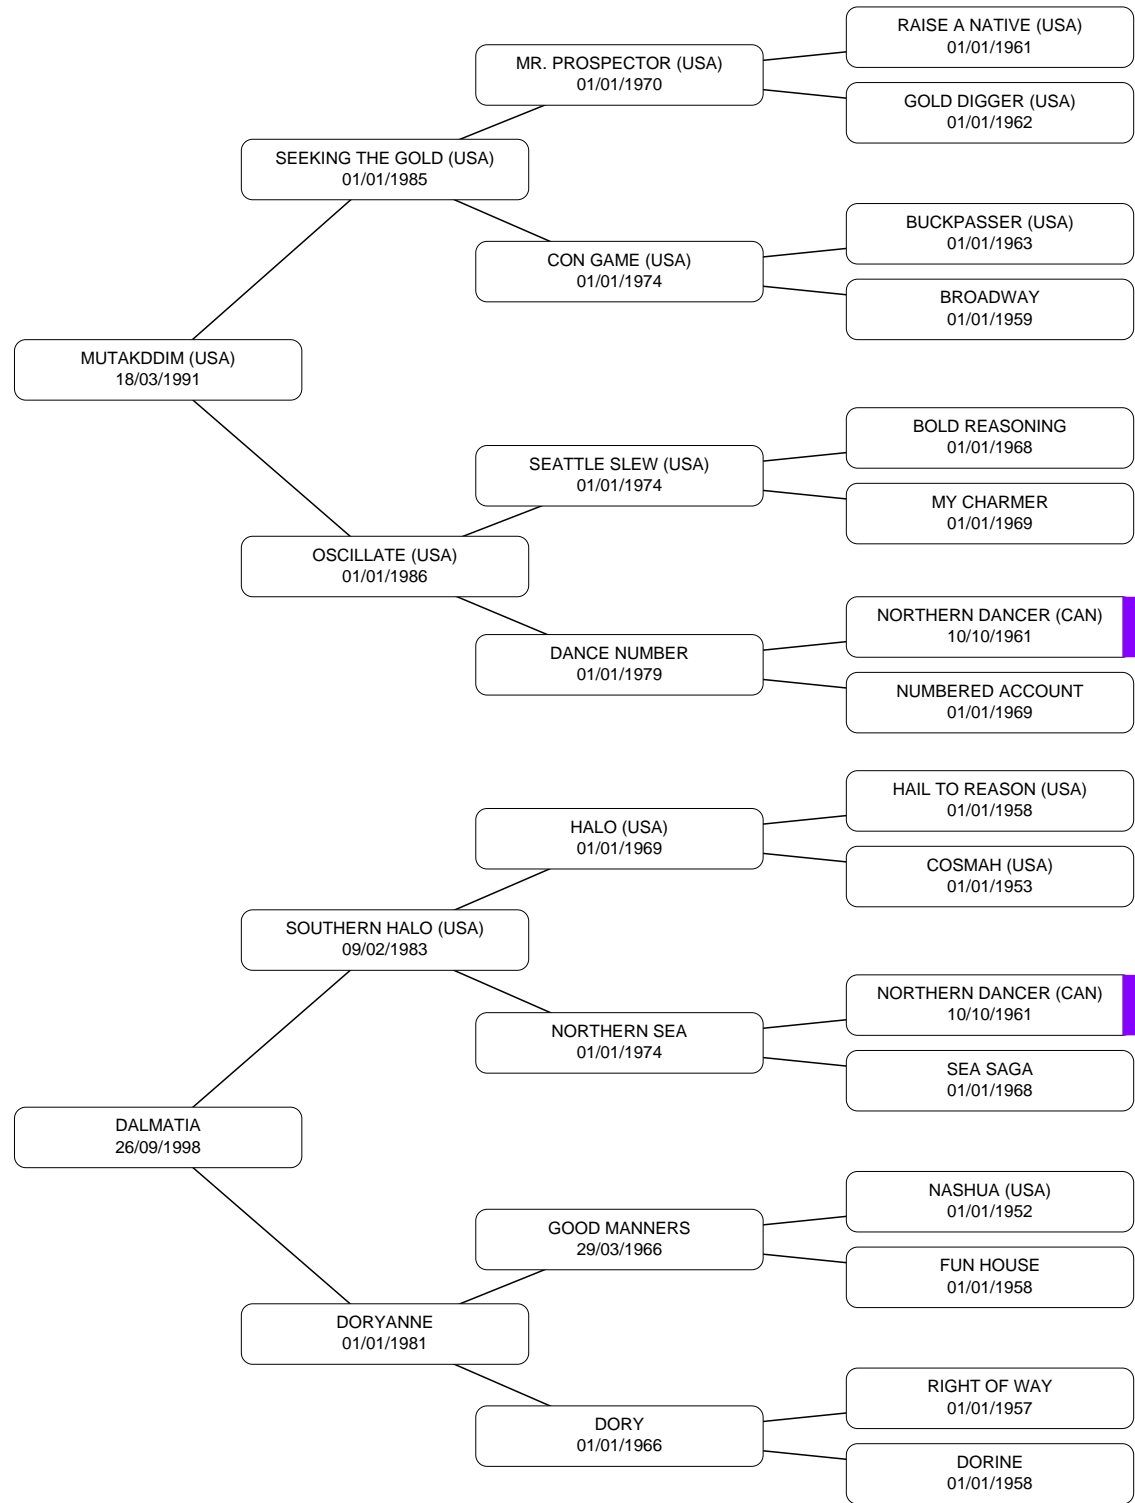 RAISE A NATIVE (USA)
01/01/1961
MR. PROSPECTOR (USA)
01/01/1970
GOLD DIGGER (USA)
01/01/1962
SEEKING THE GOLD (USA)
01/01/1985
BUCKPASSER (USA)
01/01/1963
CON GAME (USA)
01/01/1974
BROADWAY
01/01/1959
MUTAKDDIM (USA)
18/03/1991
BOLD REASONING
01/01/1968
SEATTLE SLEW (USA)
01/01/1974
MY CHARMER
01/01/1969
OSCILLATE (USA)
01/01/1986
NORTHERN DANCER (CAN)
10/10/1961
DANCE NUMBER
01/01/1979
NUMBERED ACCOUNT
01/01/1969
HAIL TO REASON (USA)
01/01/1958
HALO (USA)
01/01/1969
COSMAH (USA)
01/01/1953
SOUTHERN HALO (USA)
09/02/1983
NORTHERN DANCER (CAN)
10/10/1961
NORTHERN SEA
01/01/1974
SEA SAGA
01/01/1968
DALMATIA
26/09/1998
NASHUA (USA)
01/01/1952
GOOD MANNERS
29/03/1966
FUN HOUSE
01/01/1958
DORYANNE
01/01/1981
RIGHT OF WAY
01/01/1957
DORY
01/01/1966
DORINE
01/01/1958